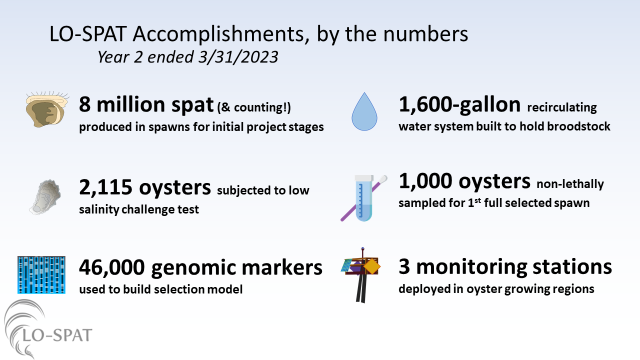 LO-SPAT Accomplishments, by the numbers
Year 2 ended 3/31/2023
8 million spat (& counting!)
produced in spawns for initial project stages
1,600-gallon recirculating
water system built to hold broodstock
2,115 oysters subjected to low
salinity challenge test
1,000 oysters non-lethally
sampled for 1st full selected spawn
46,000 genomic markers
used to build selection model
3 monitoring stations
deployed in oyster growing regions
LO-SPAT